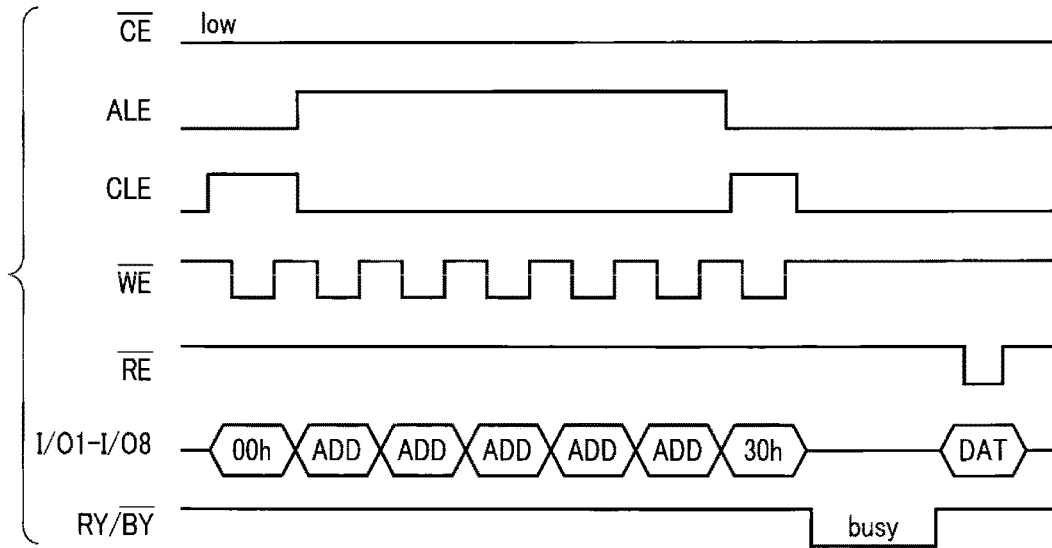 CE low
ALE
CLE
WE
RE
I/O1-I/O8 00h ADD ADD ADD ADD ADD 30h DAT
RY/BY busy